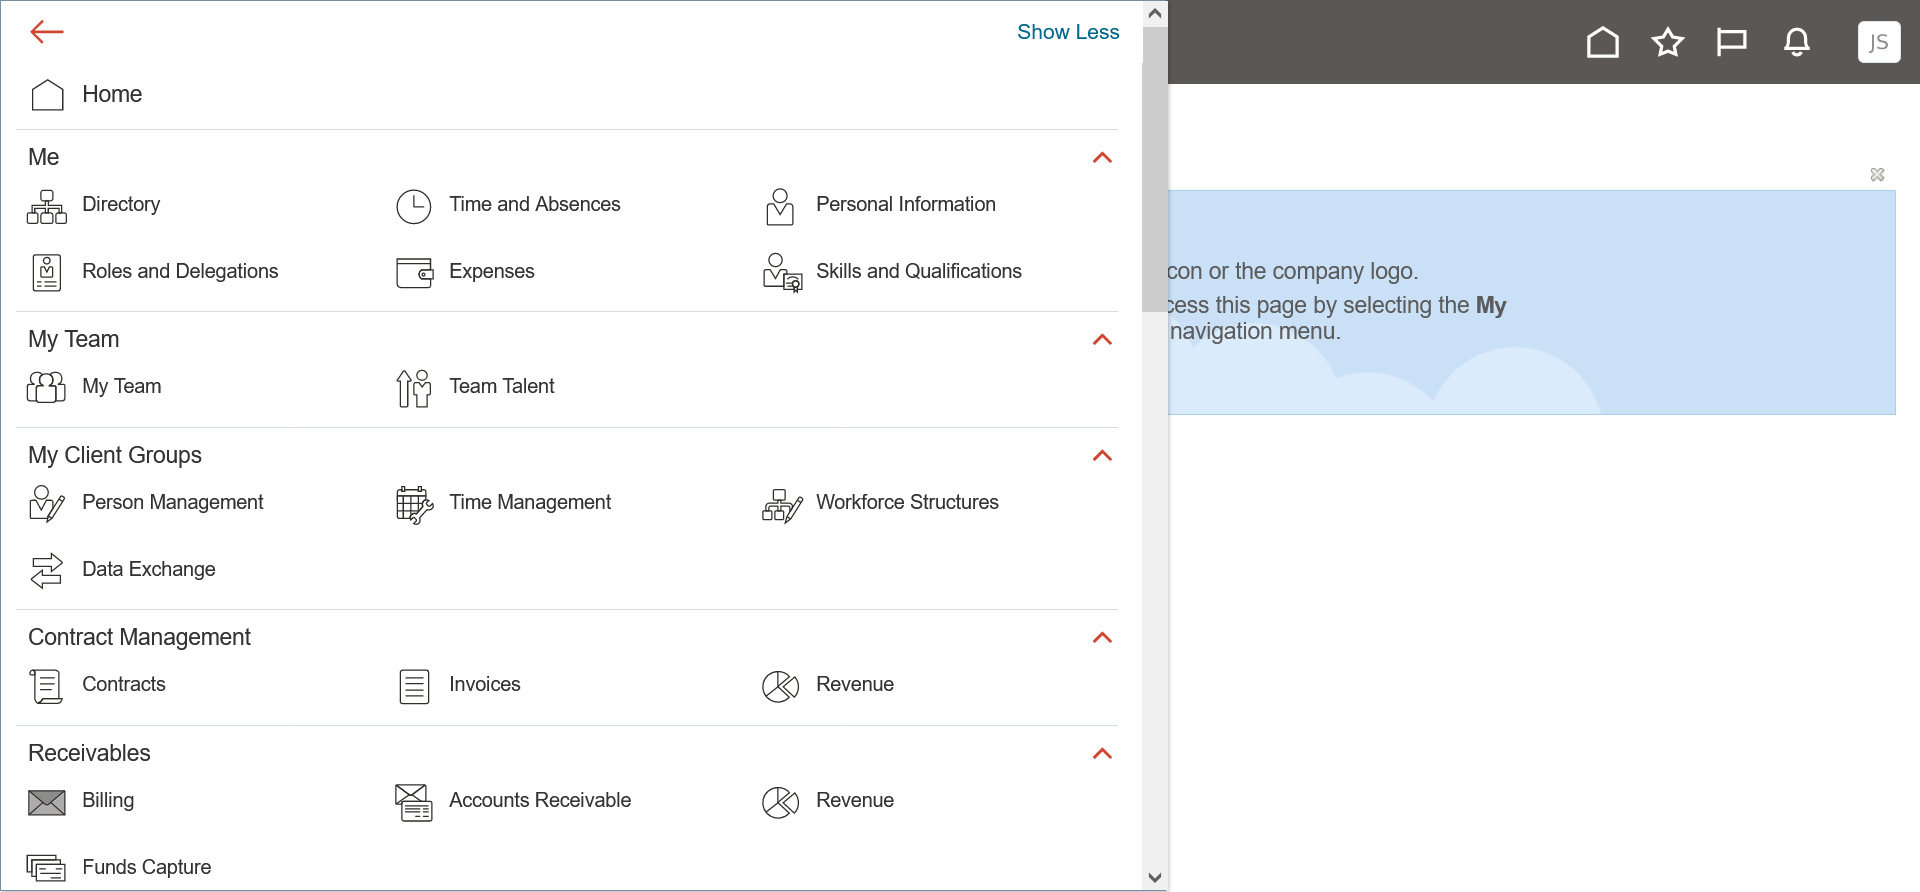 Show Less
JS
Home
Me
Directory
Time and Absences
Personal Information
Roles and Delegations
Expenses
Skills and Qualifications
My Team
My Team
Team Talent
My Client Groups
Person Management
Time Management
Workforce Structures
Data Exchange
Contract Management
Contracts
Invoices
Revenue
Receivables
Billing
Accounts Receivable
Revenue
Funds Capture
con or the company logo.
cess this page by selecting the My
navigation menu.